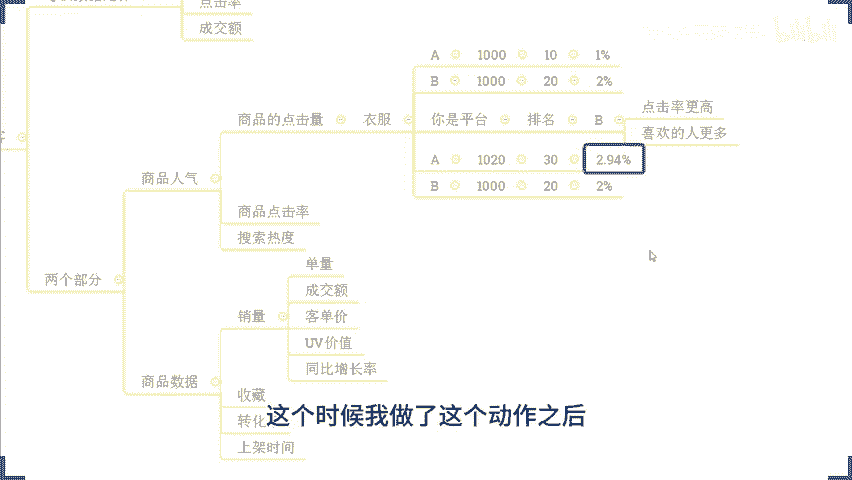 点击率
成交额
A 1000 10 1%
B 1000 20 2%
商品的点击量 衣服 你是平台 排名 B 点击率更高
喜欢的人更多
A 1020 30 2.94%
B 1000 20 2%
商品人气
商品点击率
搜索热度
两个部分
单量
成交额
销量 客单价
UV价值
同比增长率
商品数据
收藏
转化
上架时间
这个时候我做了这个动作之后